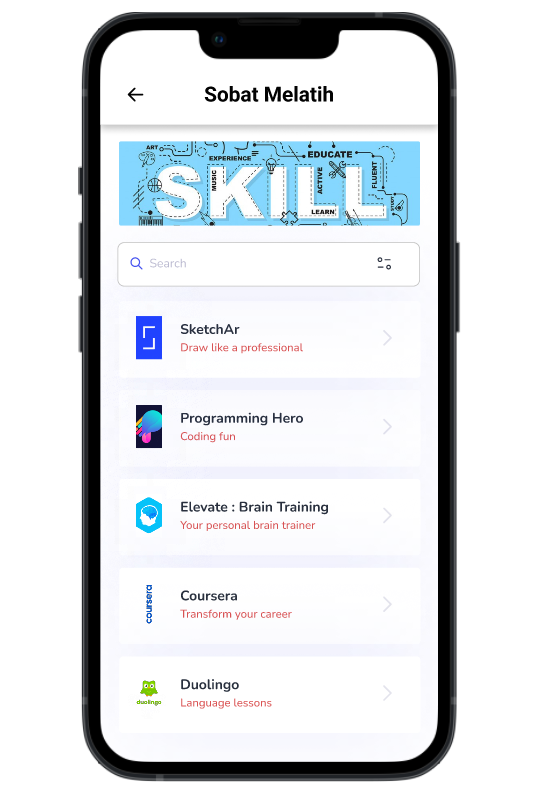 Sobat Melatih
ART
EXPERIENCE
EDUCATE
MUSIC
ACTIVE
FLUENT
SKILL
LEARN
Search
SketchAr
Draw like a professional
Programming Hero
Coding fun
Elevate : Brain Training
Your personal brain trainer
coursera
Coursera
Transform your career
duolingo
Duolingo
Language lessons